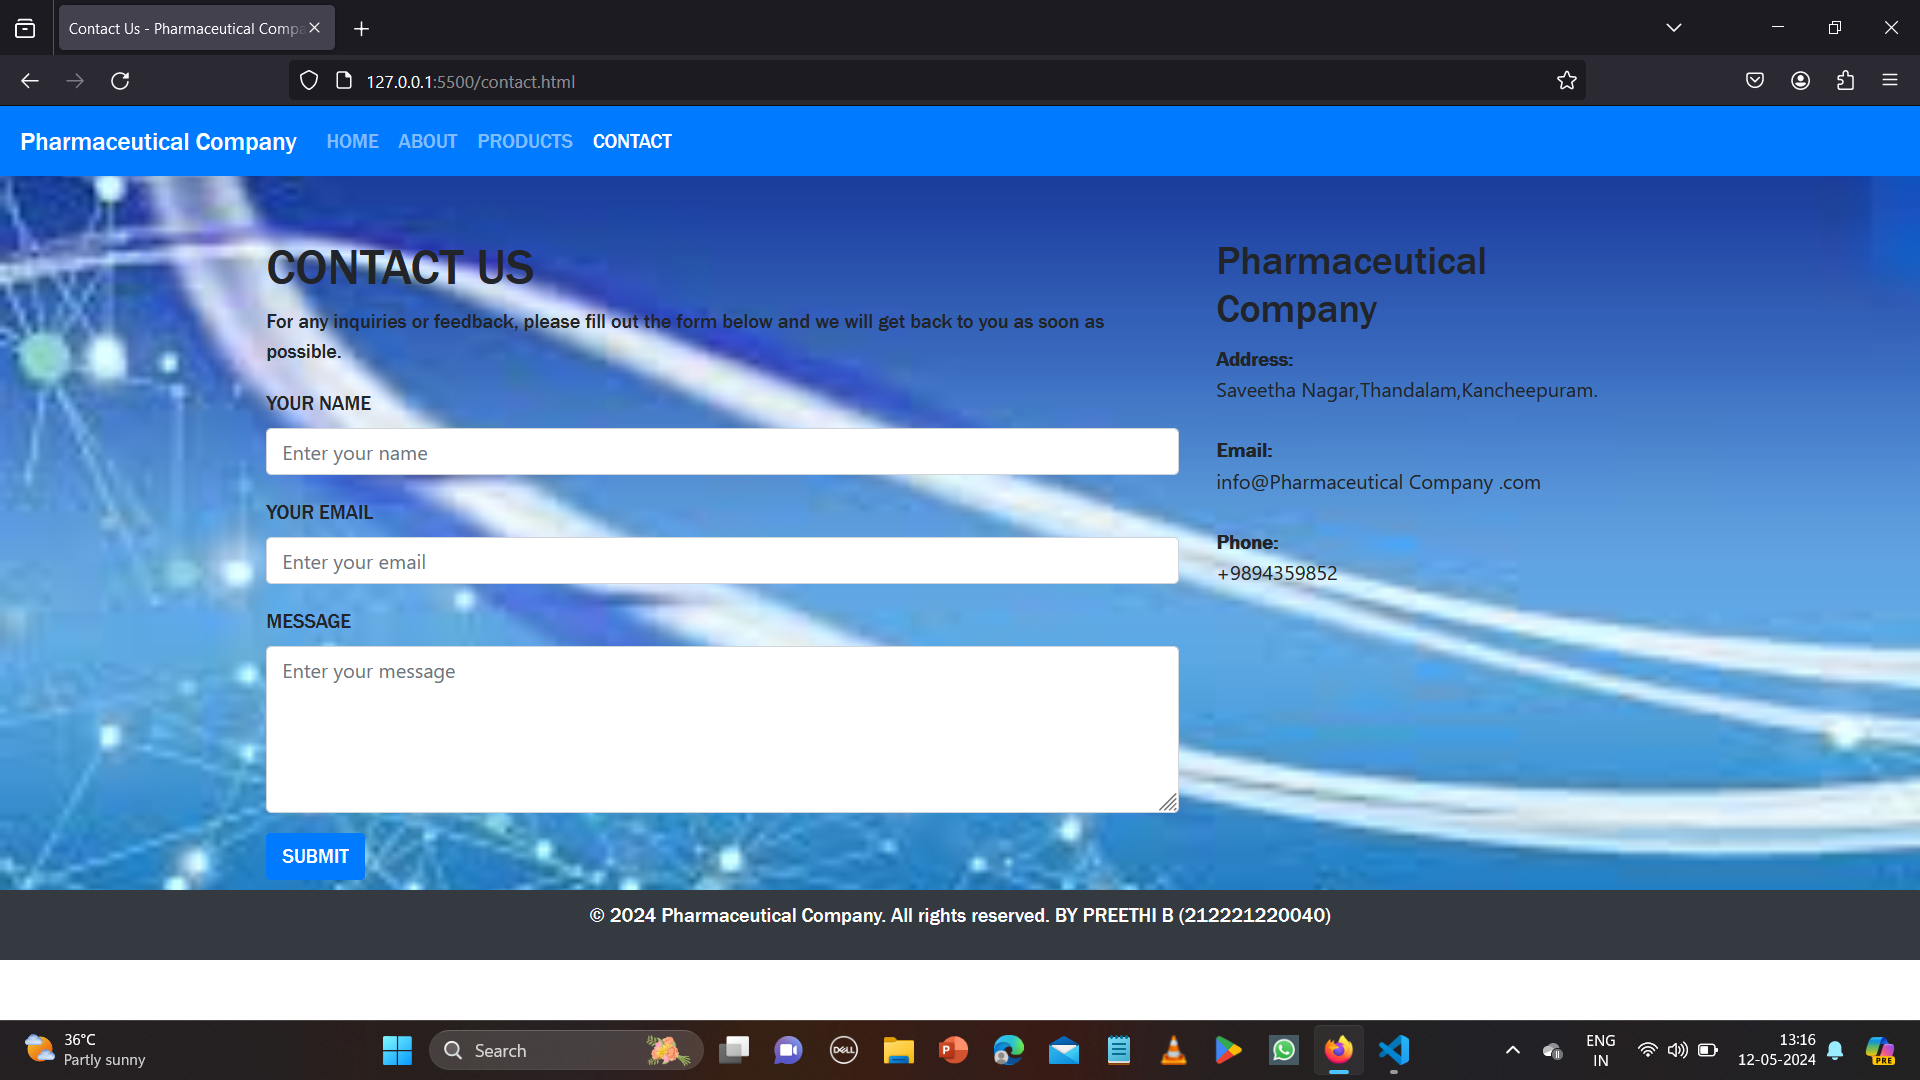 Contact Us - Pharmaceutical Compa
127.0.0.1:5500/contact.html
Pharmaceutical Company HOME ABOUT PRODUCTS CONTACT
CONTACT US
For any inquiries or feedback, please fill out the form below and we will get back to you as soon as
possible.
YOUR NAME
Enter your name
YOUR EMAIL
Enter your email
MESSAGE
Enter your message
SUBMIT
Pharmaceutical
Company
Address:
Saveetha Nagar,Thandalam,Kancheepuram.
Email:
info@Pharmaceutical Company .com
Phone:
+9894359852
© 2024 Pharmaceutical Company. All rights reserved. BY PREETHI B (212221220040)
36°C
Partly sunny
Search
DELL
P
ENG
IN
13:16
12-05-2024
PRE